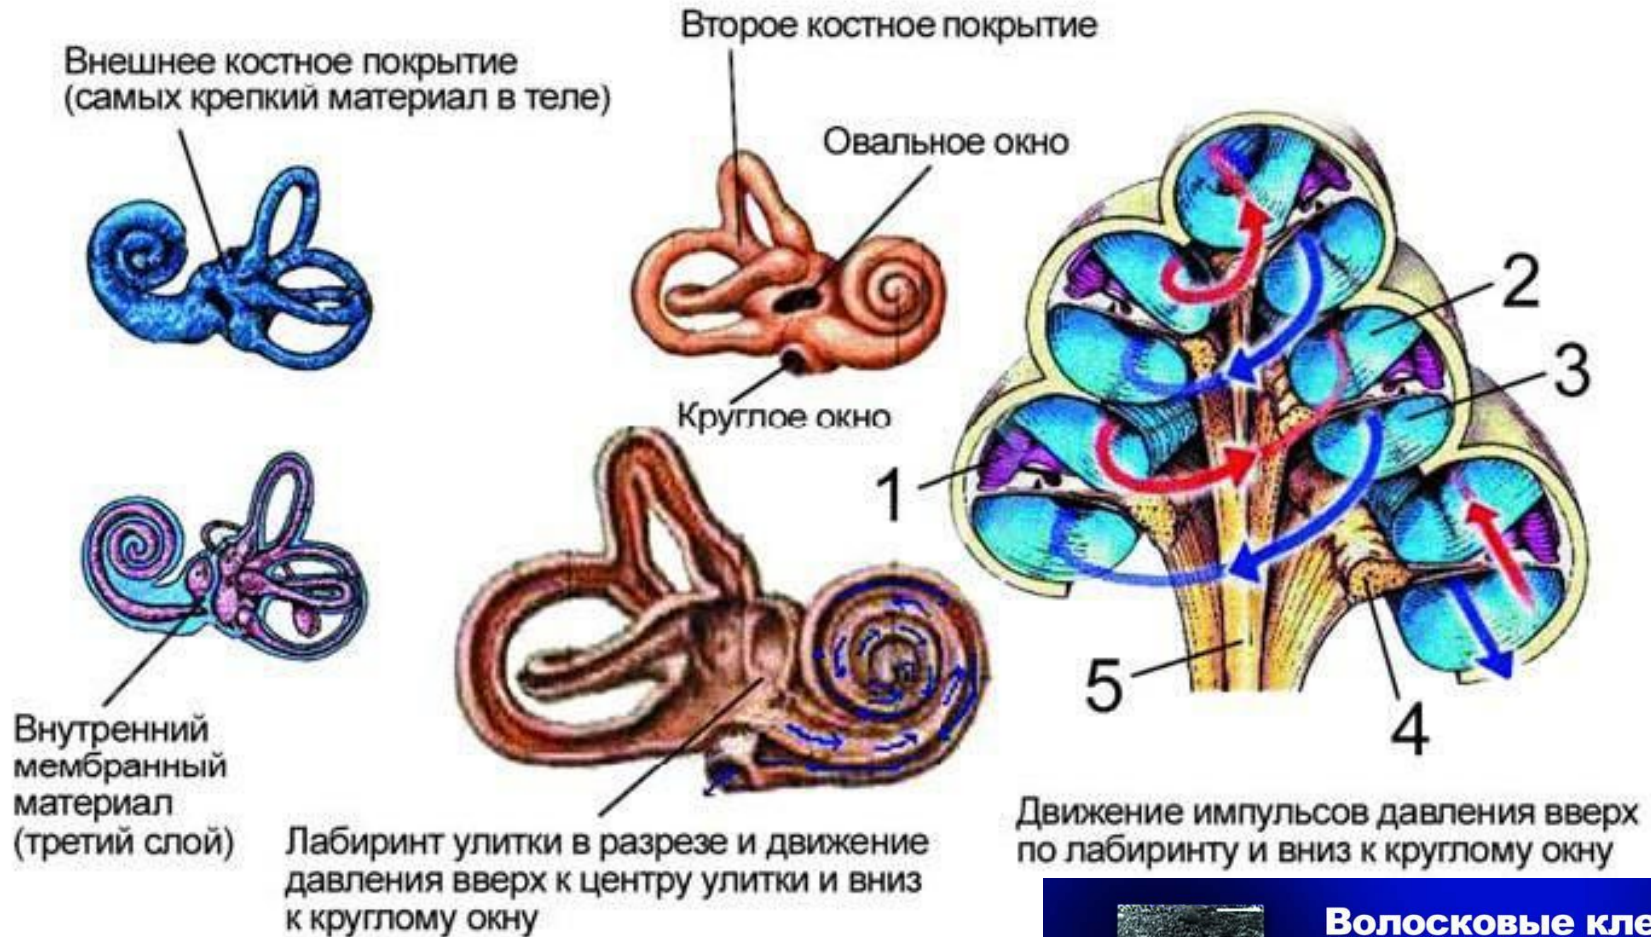 Внешнее костное покрытие
(самых крепкий материал в теле)
Второе костное покрытие
Овальное окно
Круглое окно
1
2
3
4
5
Внутренний
мембранный
материал
(третий слой)
Лабиринт улитки в разрезе и движение
давления вверх к центру улитки и вниз
к круглому окну
Движение импульсов давления вверх
по лабиринту и вниз к круглому окну
Волосковые кле